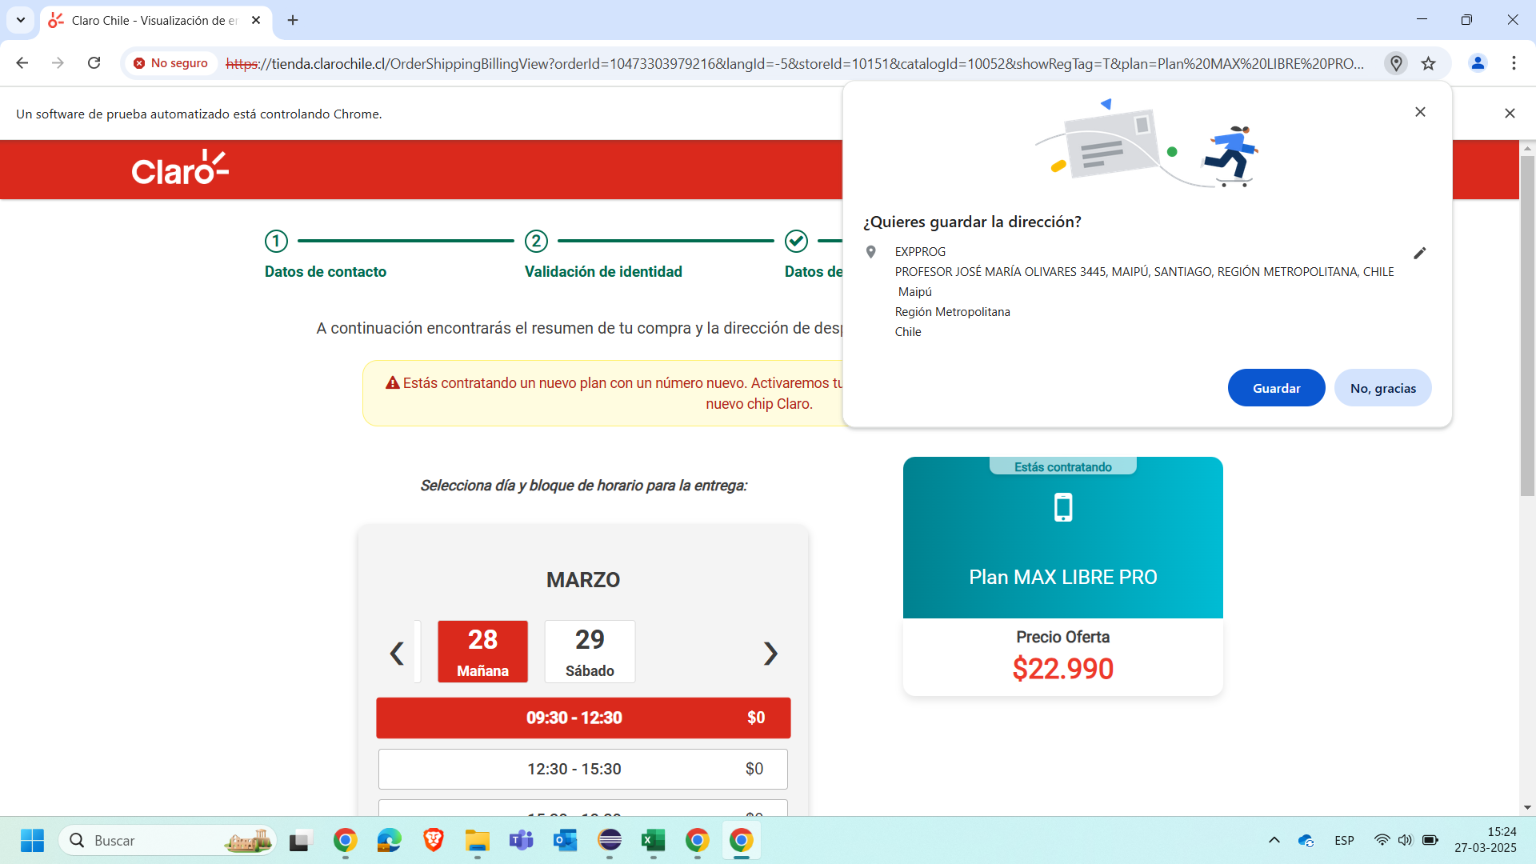 Claro Chile - Visualización de e
No seguro
https://tienda.clarochile.cl/OrderShippingBillingView?orderId=10473303979216&langId=-5&storeId=10151&catalogId=10052&showRegTag=T&plan=Plan%20MAX%20LIBRE%20PRO...
Un software de prueba automatizado está controlando Chrome.
Claro
¿Quieres guardar la dirección?
EXPPROG
PROFESOR JOSÉ MARÍA OLIVARES 3445, MAIPÚ, SANTIAGO, REGIÓN METROPOLITANA, CHILE
Maipú
Región Metropolitana
Chile
Guardar
No, gracias
1
2
Datos de contacto
Validación de identidad
Datos de
A continuación encontrarás el resumen de tu compra y la dirección de des
Estás contratando un nuevo plan con un número nuevo. Activaremos tu
nuevo chip Claro.
Selecciona día y bloque de horario para la entrega:
MARZO
28
Mañana
29
Sábado
09:30 - 12:30 $0
12:30 - 15:30 $0
Estás contratando
Plan MAX LIBRE PRO
Precio Oferta
$22.990
Buscar
ESP
15:24
27-03-2025